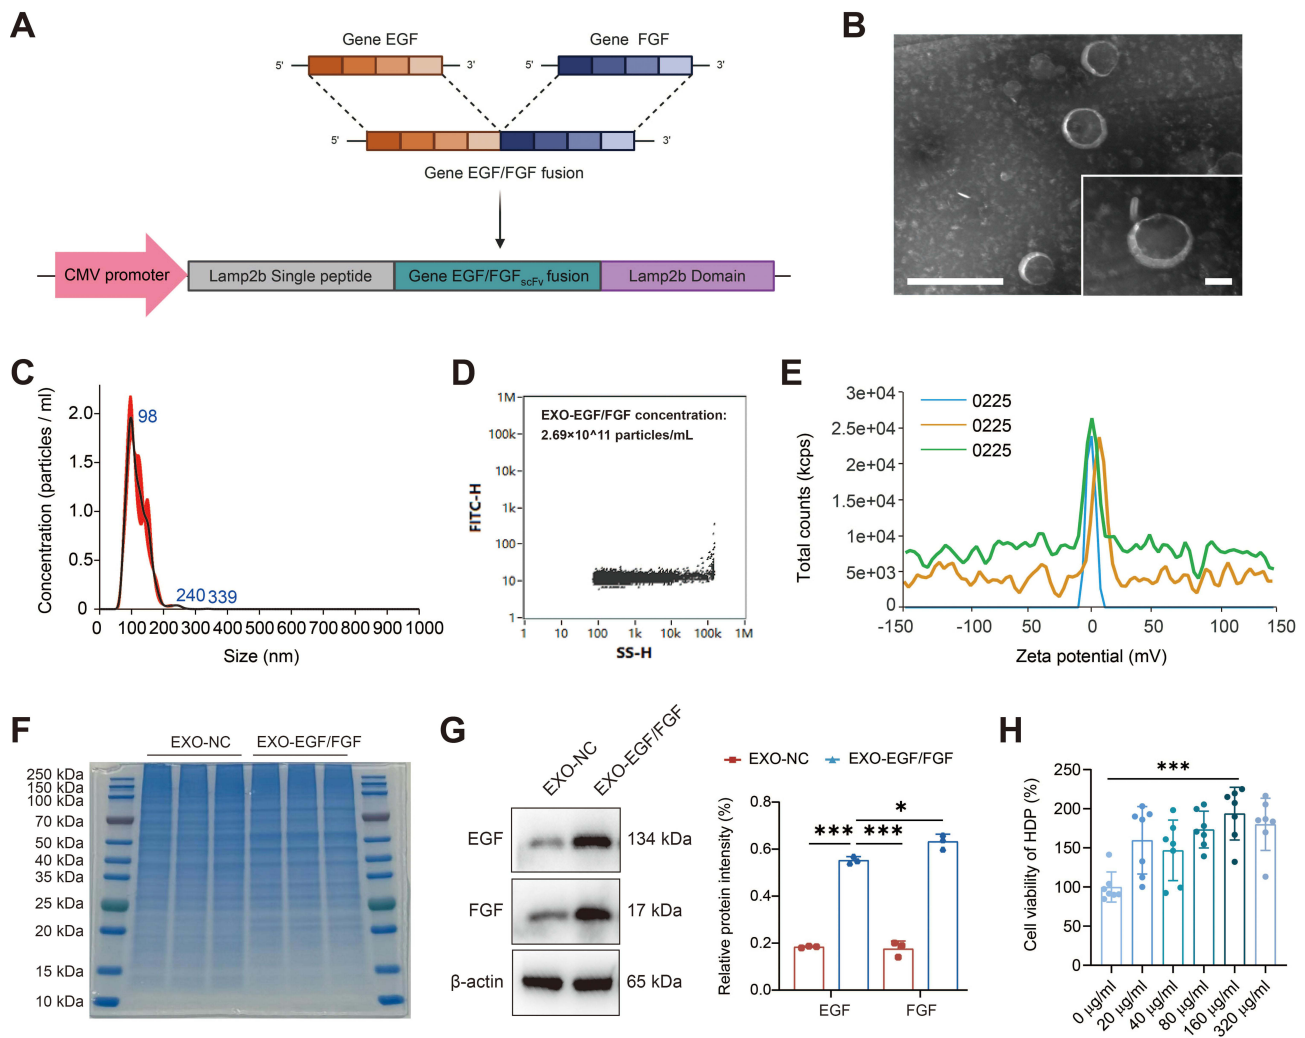 A
Gene EGF
Gene FGF
5'
3'
5'
3'
5'
3'
Gene EGF/FGF fusion
CMV promoter
Lamp2b Single peptide
Gene EGF/FGFscFv fusion
Lamp2b Domain
B
C
Concentration (particles / ml)
2.0
1.5
1.0
0.5
0
98
240
339
0 100 200 300 400 500 600 700 800 900 1000
Size (nm)
D
EXO-EGF/FGF concentration:
2.69×10^11 particles/mL
FITC-H
1M
100k
10k
1k
100
10
1
1 10 100 1k 10k 100k 1M
SS-H
E
Total counts (kcps)
3e+04
2.5e+04
2e+04
1.5e+04
1e+04
5e+03
0
0225
0225
0225
-150 -100 50 0 50 100 150
Zeta potential (mV)
F
EXO-NC
EXO-EGF/FGF
250 kDa
150 kDa
100 kDa
70 kDa
50 kDa
40 kDa
35 kDa
25 kDa
20 kDa
15 kDa
10 kDa
G
EXO-NC
EXO-EGF/FGF
EGF
134 kDa
FGF
17 kDa
β-actin
65 kDa
EXO-NC
EXO-EGF/FGF
Relative protein intensity (%)
0.8
0.6
0.4
0.2
0.0
***
***
*
EGF
FGF
H
Cell viability of HDP (%)
250
200
150
100
50
0
***
0 μg/ml
20 μg/ml
40 μg/ml
80 μg/ml
160 μg/ml
320 μg/ml